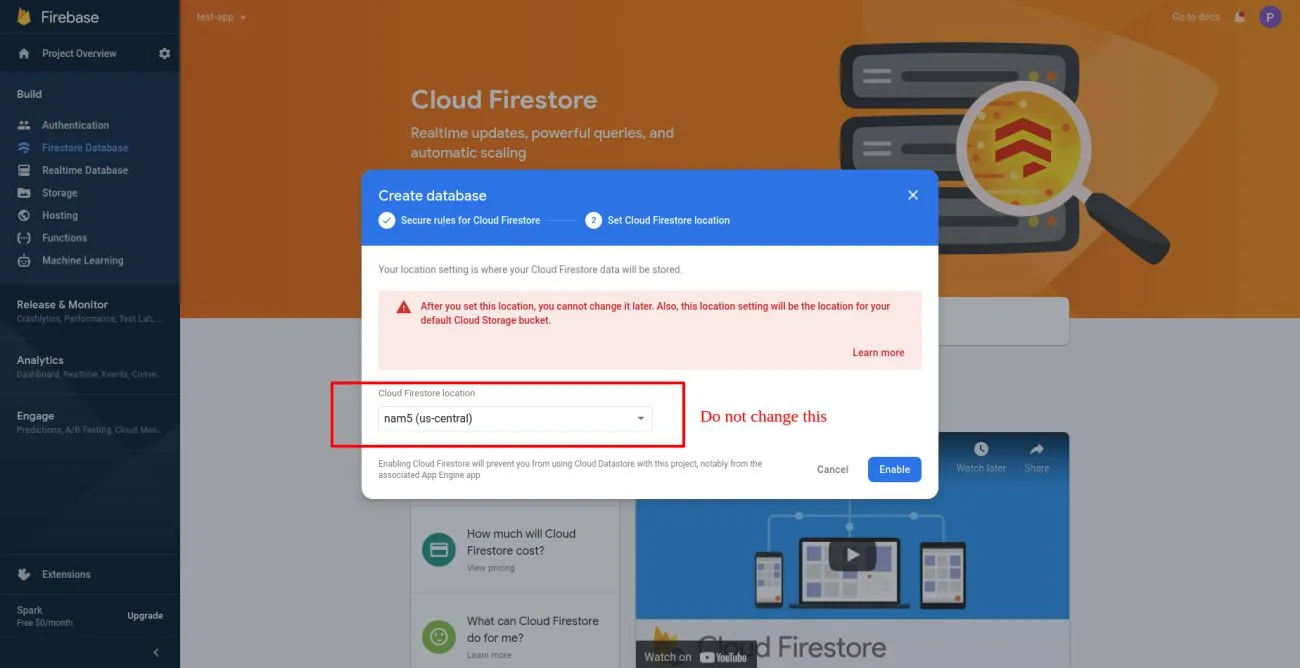 Firebase
test-app
Go to docs
P
Project Overview
Build
Authentication
Firestore Database
Realtime Database
Storage
Hosting
Functions
Machine Learning
Release & Monitor
Crashlytics, Performance, Test Lab, ...
Analytics
Dashboard, Realtime, Events, Conve...
Engage
Predictions, A/B Testing, Cloud Mes...
Extensions
Spark
Free $0/month
Upgrade
Cloud Firestore
Realtime updates, powerful queries, and
automatic scaling
Create database
Secure rules for Cloud Firestore
2 Set Cloud Firestore location
Your location setting is where your Cloud Firestore data will be stored.
After you set this location, you cannot change it later. Also, this location setting will be the location for your
default Cloud Storage bucket.
Learn more
Cloud Firestore location
nam5 (us-central)
Do not change this
Enabling Cloud Firestore will prevent you from using Cloud Datastore with this project, notably from the
associated App Engine app
Cancel
Enable
Watch later
Share
How much will Cloud
Firestore cost?
View pricing
What can Cloud Firestore
do for me?
Learn more
Cloud Firestore
Watch on YouTube